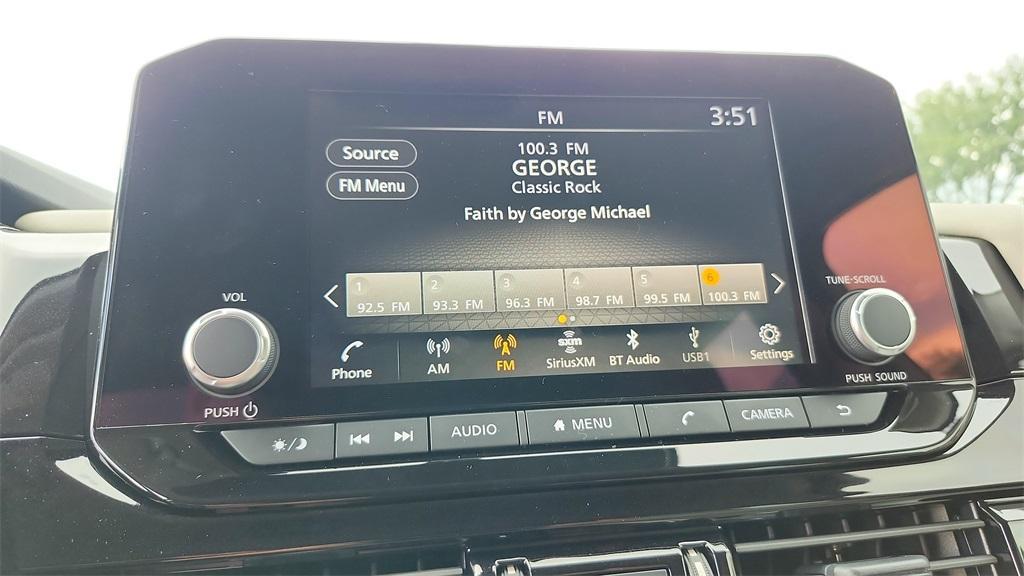 FM
3:51
Source
FM Menu
100.3 FM
GEORGE
Classic Rock
Faith by George Michael
1
92.5 FM
2
93.3 FM
3
96.3 FM
4
98.7 FM
5
99.5 FM
6
100.3 FM
Phone
AM
FM
sxm
SiriusXM
BT Audio
USB1
Settings
VOL
PUSH
TUNE-SCROLL
PUSH SOUND
AUDIO
MENU
CAMERA